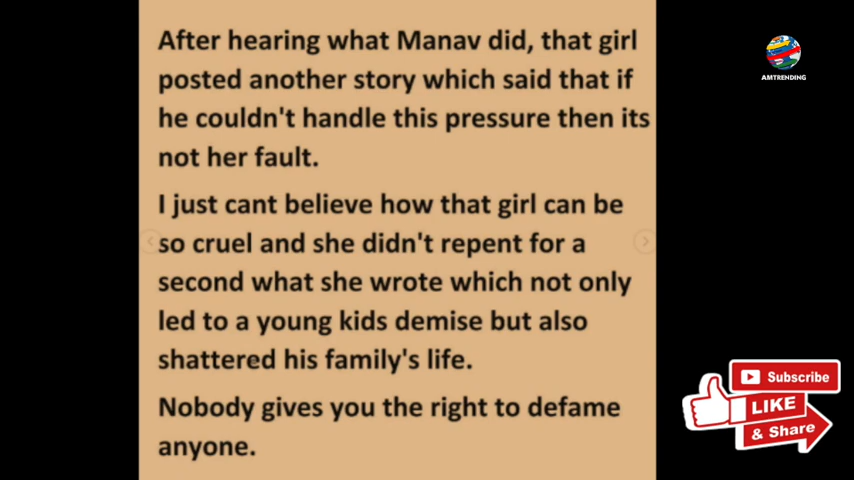 After hearing what Manav did, that girl
posted another story which said that if
he couldn't handle this pressure then its
not her fault.
I just cant believe how that girl can be
so cruel and she didn't repent for a
second what she wrote which not only
led to a young kids demise but also
shattered his family's life.
Nobody gives you the right to defame
anyone.
AMTRENDING
Subscribe
LIKE
& Share